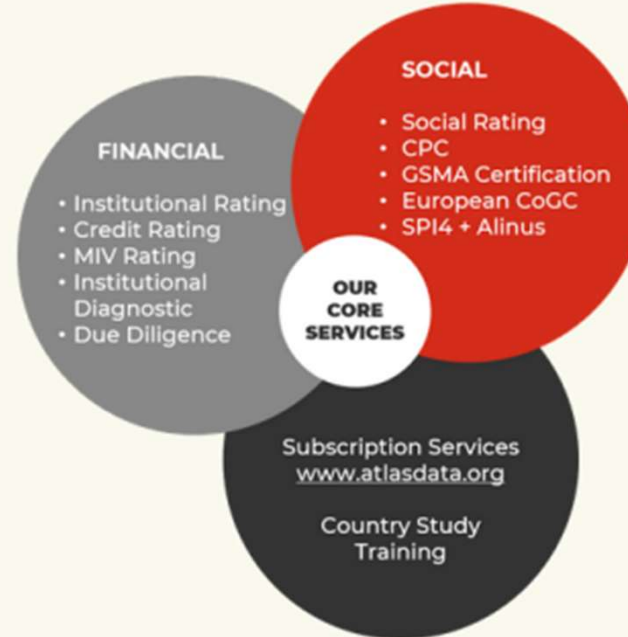 SOCIAL
• Social Rating
• CPC
• GSMA Certification
• European CoGC
• SPI4 + Alinus
FINANCIAL
• Institutional Rating
• Credit Rating
• MIV Rating
• Institutional
Diagnostic
• Due Diligence
OUR
CORE
SERVICES
Subscription Services
www.atlasdata.org
Country Study
Training